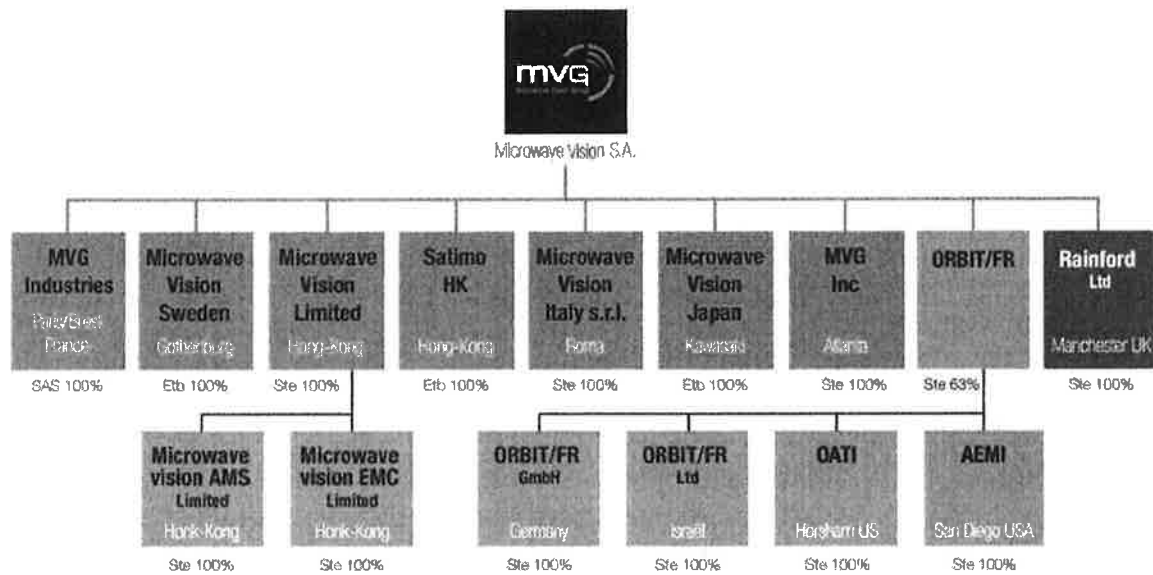 mvg
Microwave Vision S.A.
MVG
Industries
Paris/Brest
France
SAS 100%
Microwave
Vision
Sweden
Gothenburg
Etb 100%
Microwave
Vision
Limited
Hong-Kong
Ste 100%
Satimo
HK
Hong-Kong
Etb 100%
Microwave
Vision
Italy s.r.l.
Roma
Ste 100%
Microwave
Vision
Japan
Kawasaki
Etb 100%
MVG
Inc
Atlanta
Ste 100%
ORBIT/FR
Ste 63%
Rainford
Ltd
Manchester UK
Ste 100%
Microwave
vision AMS
Limited
Honk-Kong
Ste 100%
Microwave
vision EMC
Limited
Honk-Kong
Ste 100%
ORBIT/FR
GmbH
Germany
Ste 100%
ORBIT/FR
Ltd
Israël
Ste 100%
OATI
Horsham US
Ste 100%
AEMI
San Diego USA
Ste 100%